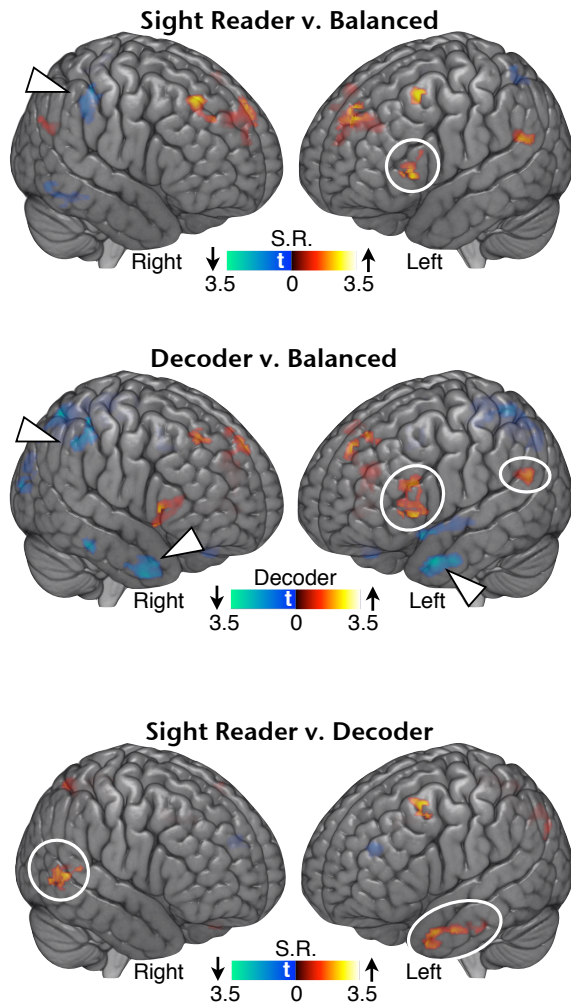 Sight Reader v. Balanced
S.R.
Right ↓ t ↑ Left
3.5 0 3.5
Decoder v. Balanced
Decoder
Right ↓ t ↑ Left
3.5 0 3.5
Sight Reader v. Decoder
S.R.
Right ↓ t ↑ Left
3.5 0 3.5